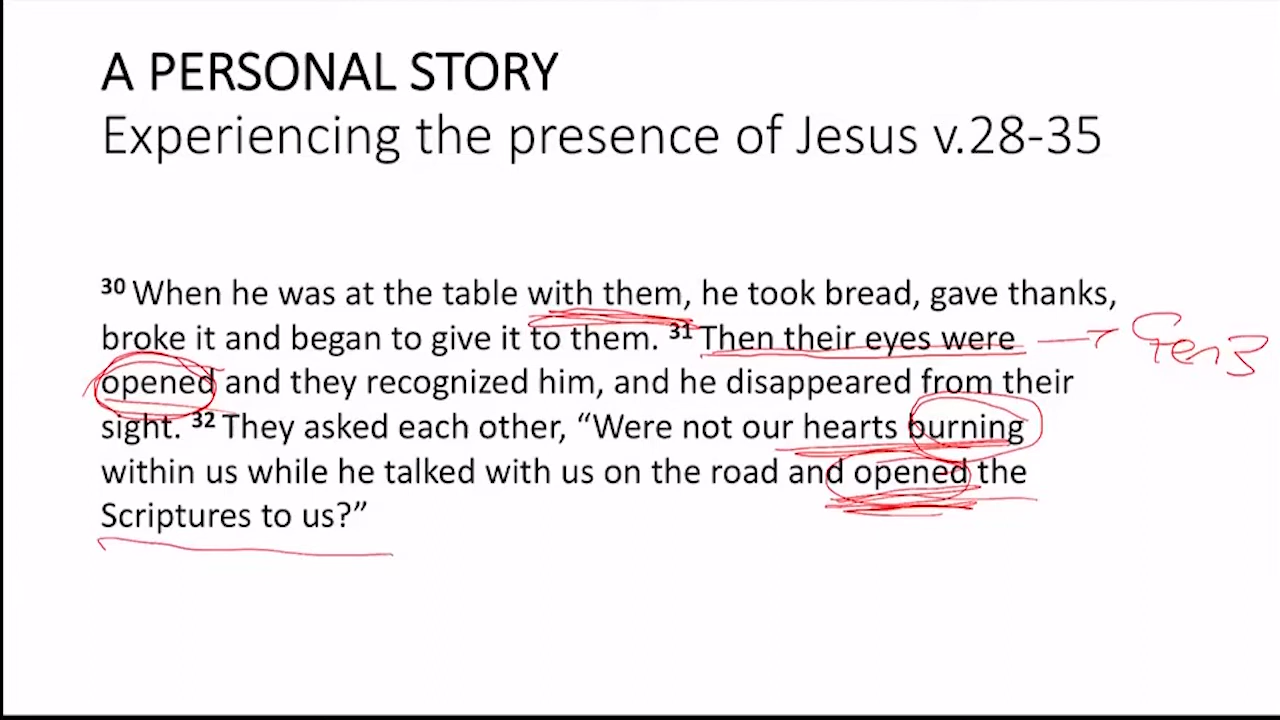 A PERSONAL STORY
Experiencing the presence of Jesus v.28-35
30 When he was at the table with them, he took bread, gave thanks,
broke it and began to give it to them. 31 Then their eyes were
Gen 3
opened and they recognized him, and he disappeared from their
sight. 32 They asked each other, “Were not our hearts burning
within us while he talked with us on the road and opened the
Scriptures to us?”